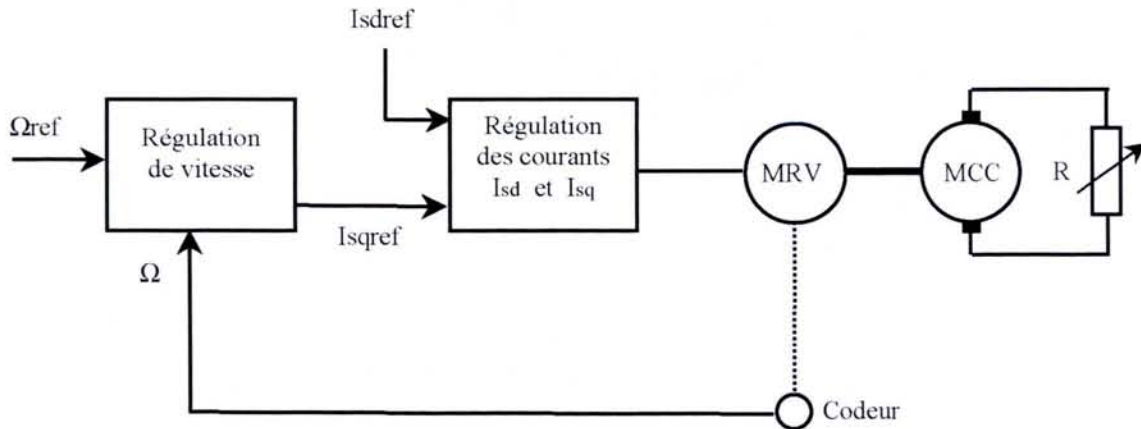 Isdref
Ωref
Régulation
de vitesse
Régulation
des courants
Isd et Isq
MRV
MCC
R
Isqref
Ω
Codeur